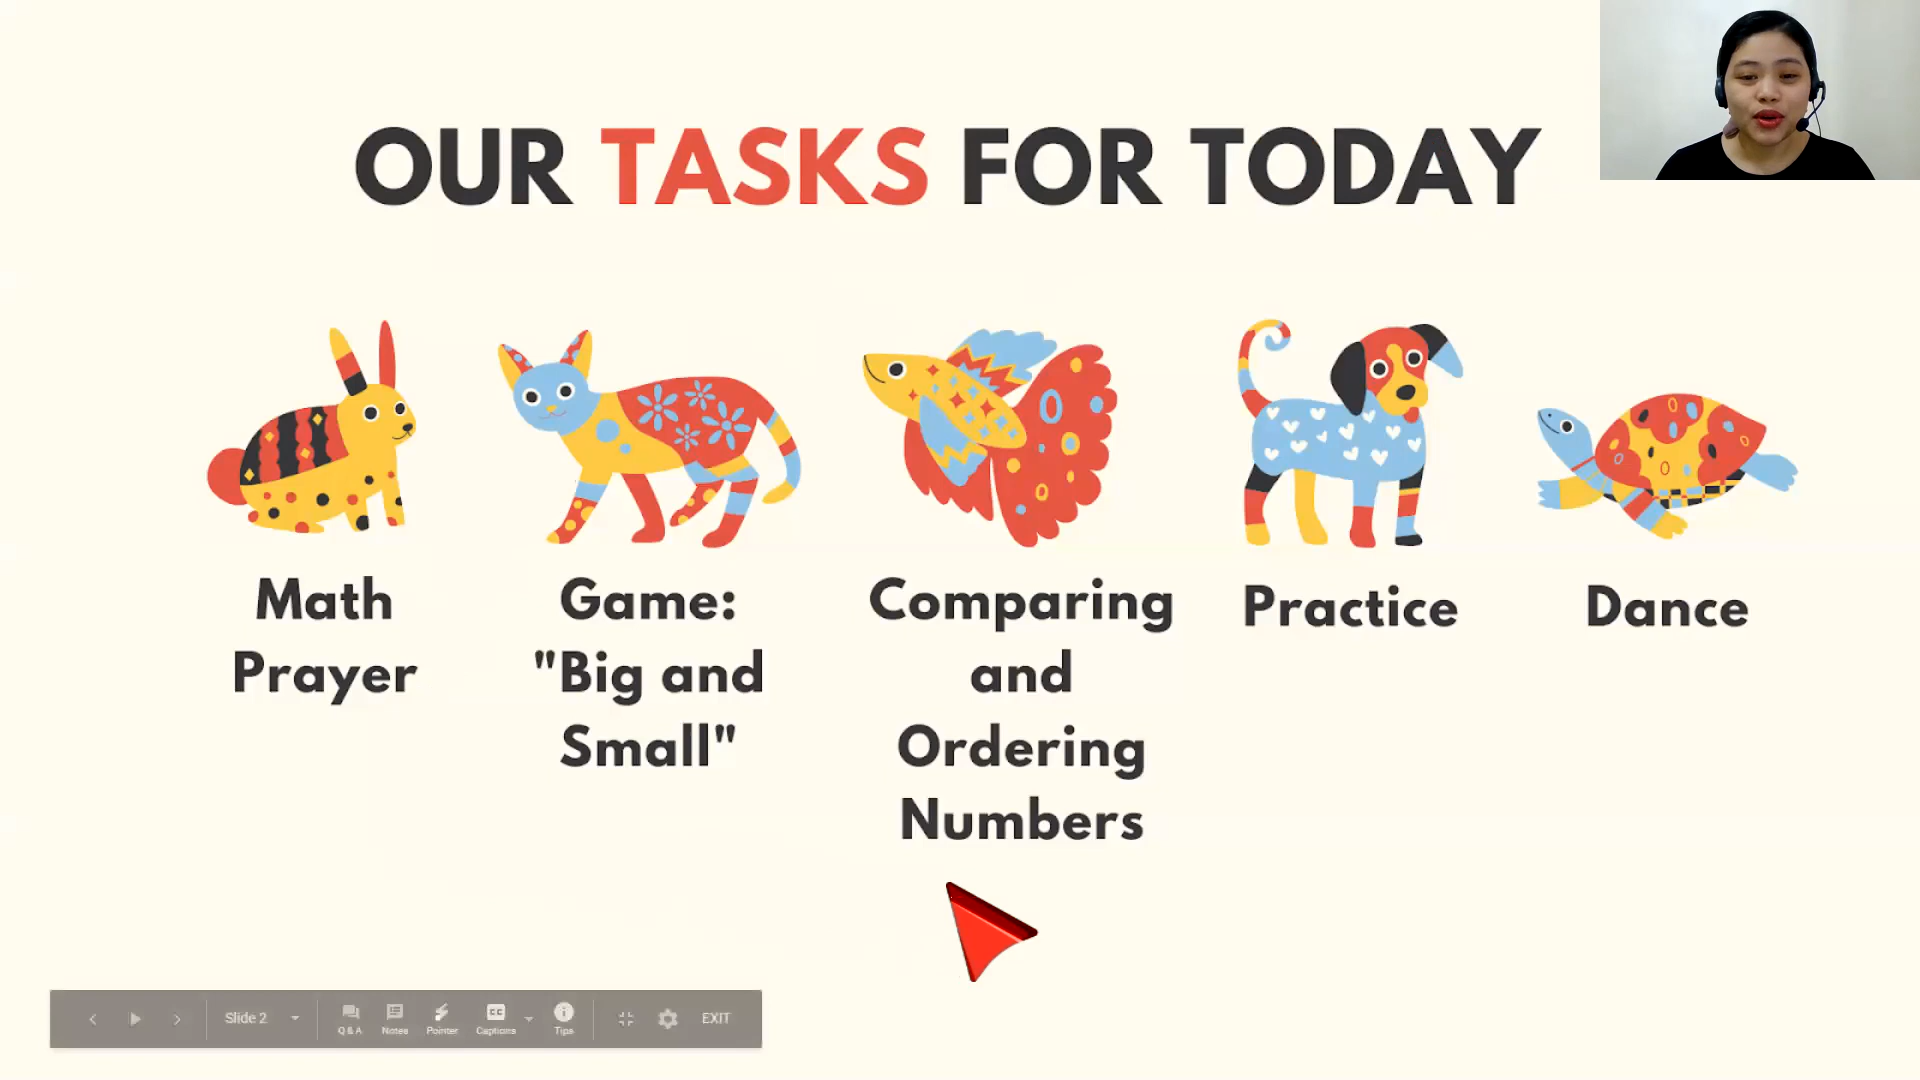 OUR TASKS FOR TODAY
Math
Prayer
Game:
"Big and
Small"
Comparing
and
Ordering
Numbers
Practice
Dance
Slide 2
Q & A
Notes
Pointer
CC
Captions
Tips
EXIT